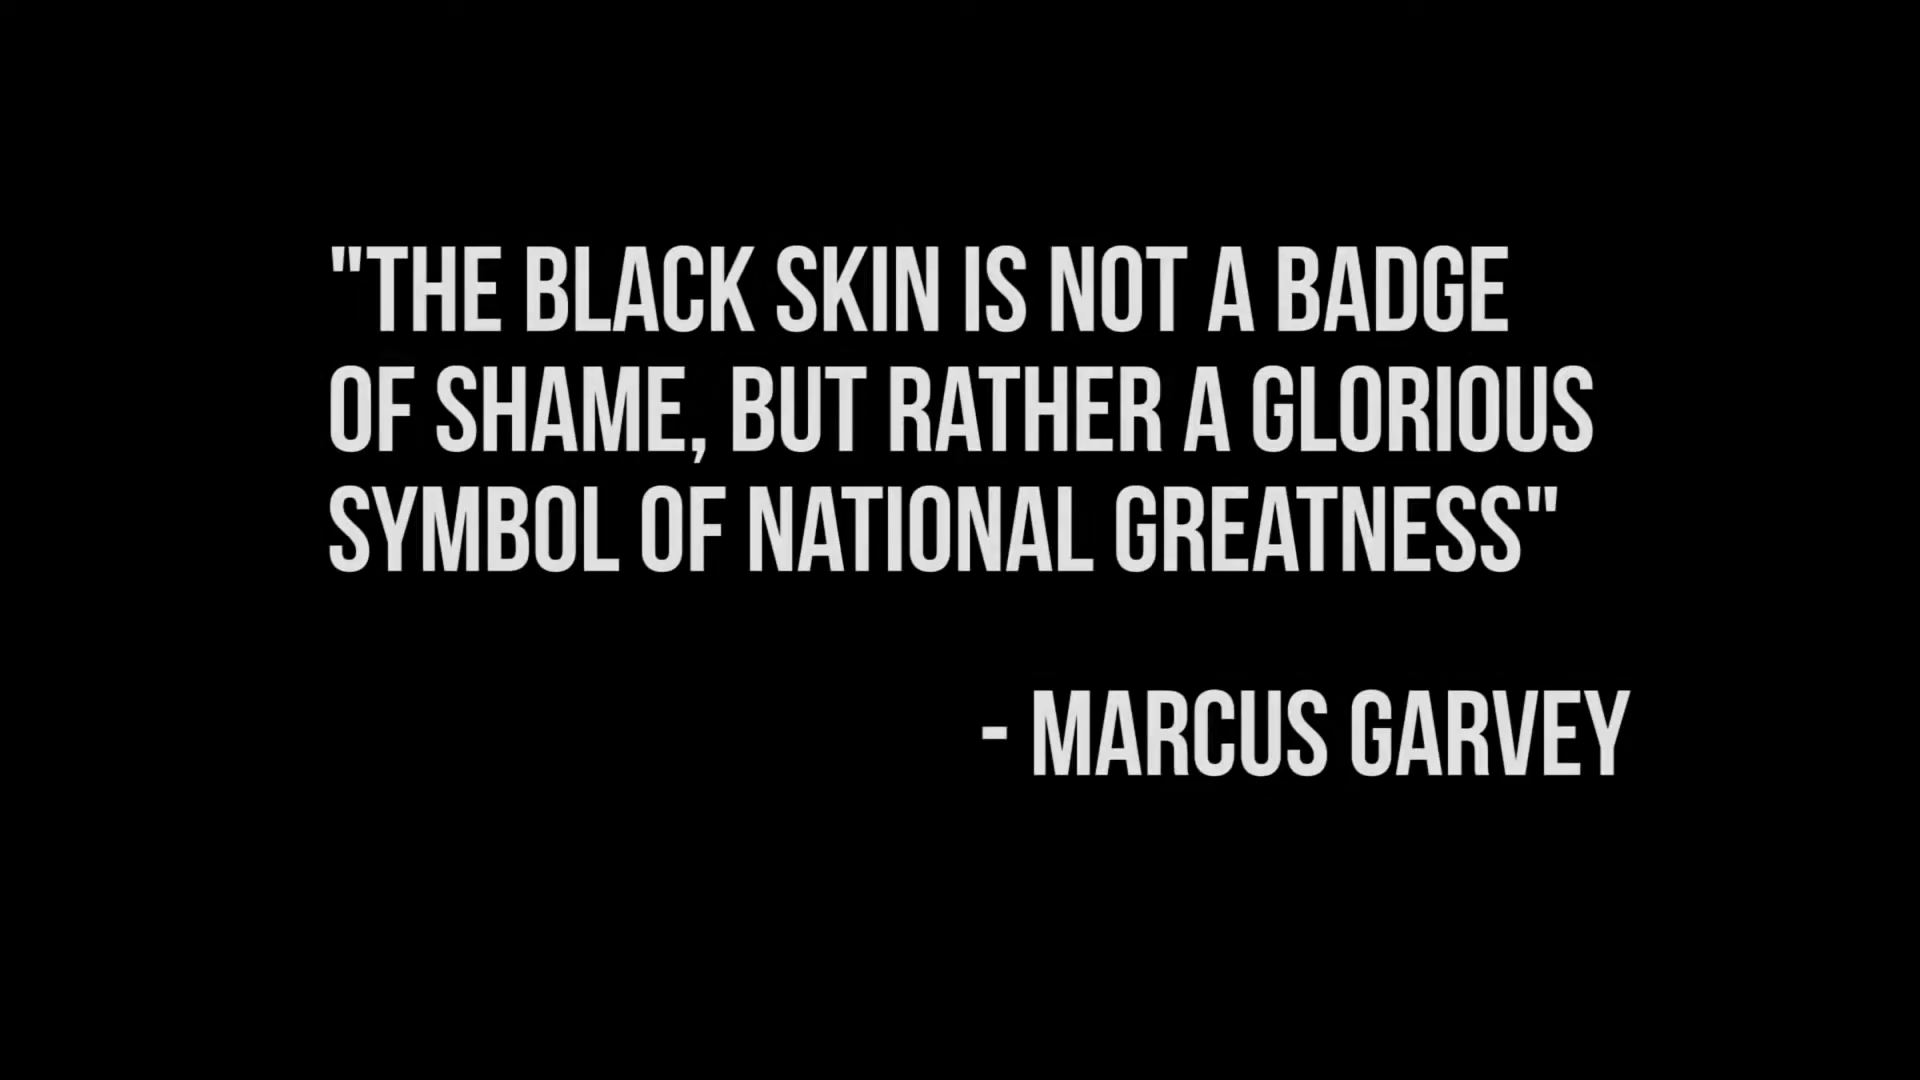 "THE BLACK SKIN IS NOT A BADGE
OF SHAME, BUT RATHER A GLORIOUS
SYMBOL OF NATIONAL GREATNESS"
- MARCUS GARVEY